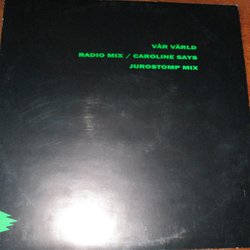 VÅR VÄRLD
RADIO MIX / CAROLINE SAYS
JUROSTOMP MIX